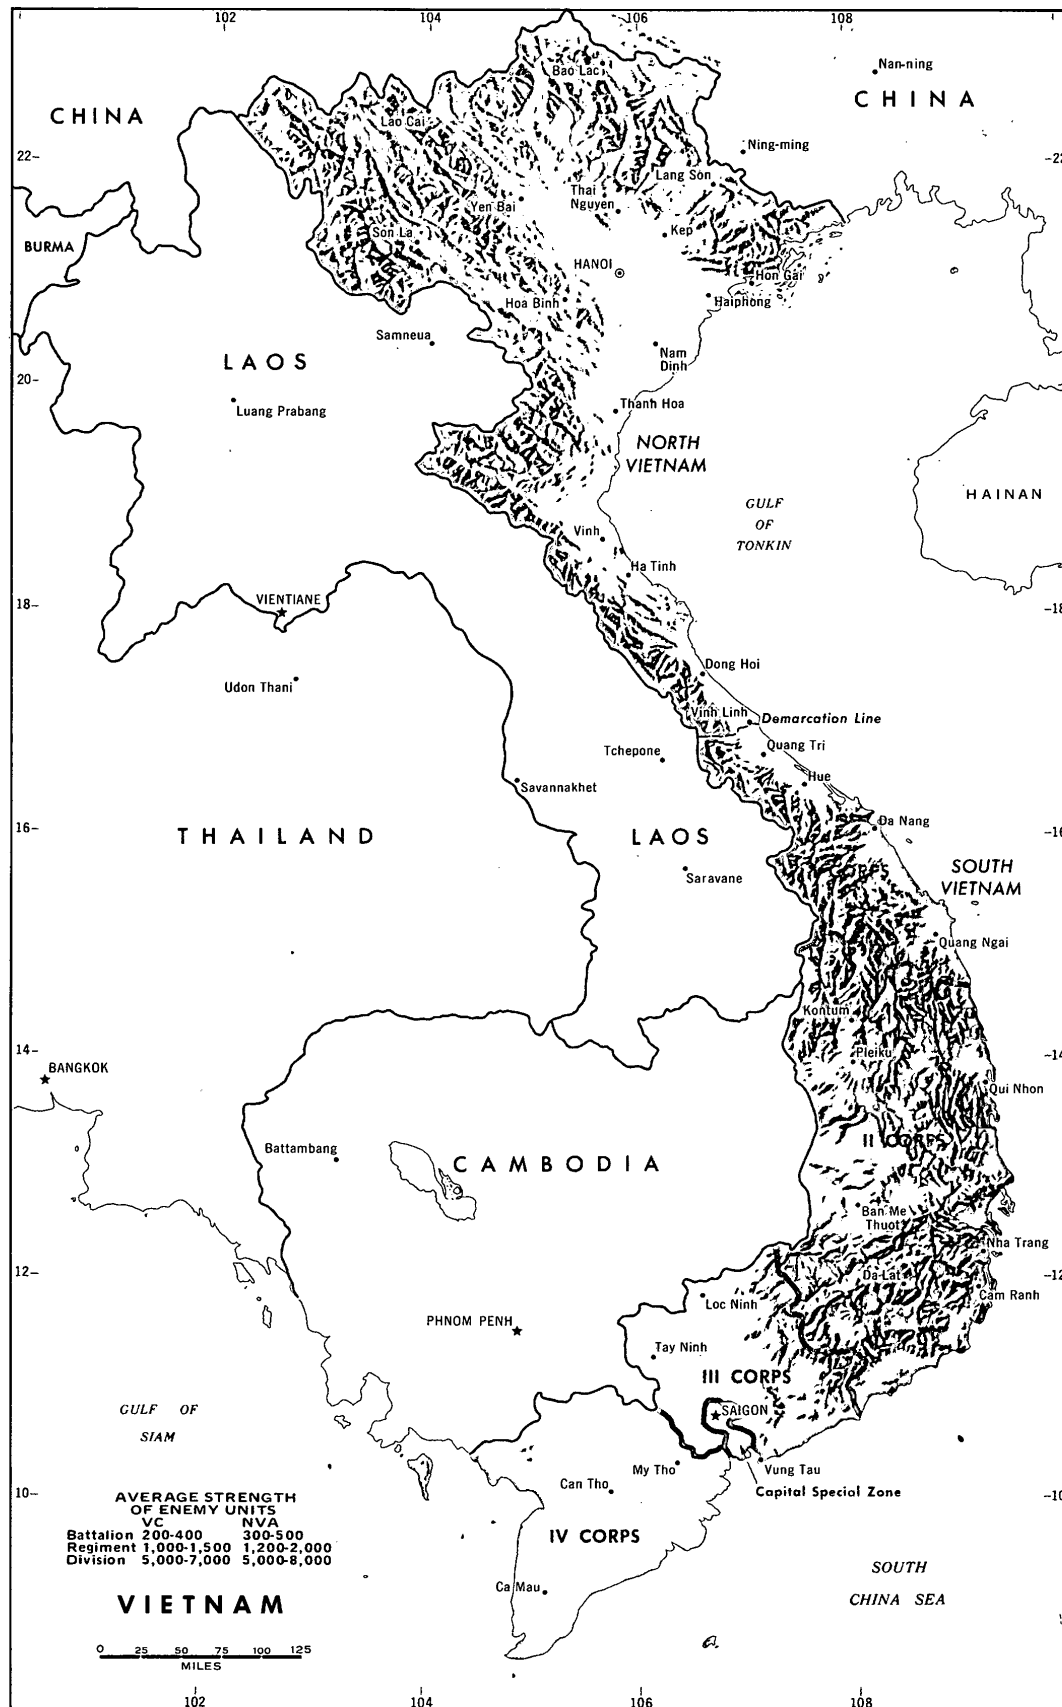 102
104
106
108
Bao Lac
Nan-ning
CHINA
CHINA
Lao Cai
Ning-ming
22
Lang Son
Thai
Nguyen
Yen Bai
Son La
Kep
BURMA
HANOI
Hon Gai
Hoa Binh
Haiphong
Samneua
Nam
Dinh
LAOS
20
Luang Prabang
Thanh Hoa
NORTH
VIETNAM
HAINAN
GULF
OF
TONKIN
Vinh
Ha Tinh
VIENTIANE
18
18
Dong Hoi
Udon Thani
Vinh Linh
Demarcation Line
Quang Tri
Tchepone
Hue
Savannakhet
Da Nang
16
16
THAILAND
LAOS
SOUTH
VIETNAM
CORPS
Saravane
Quang Ngai
Kontum
14
14
Pleiku
BANGKOK
Qui Nhon
II CORPS
Battambang
CAMBODIA
Ban Me
Thuot
Nha Trang
12
12
Da Lat
Cam Ranh
Loc Ninh
PHNOM PENH
Tay Ninh
III CORPS
SAIGON
GULF OF
SIAM
My Tho
Vung Tau
Can Tho
Capital Special Zone
10
10
AVERAGE STRENGTH
OF ENEMY UNITS
VC NVA
Battalion 200-400 300-500
Regiment 1,000-1,500 1,200-2,000
Division 5,000-7,000 5,000-8,000
IV CORPS
SOUTH
CHINA SEA
Ca Mau
VIETNAM
0 25 50 75 100 125
MILES
102
104
106
108